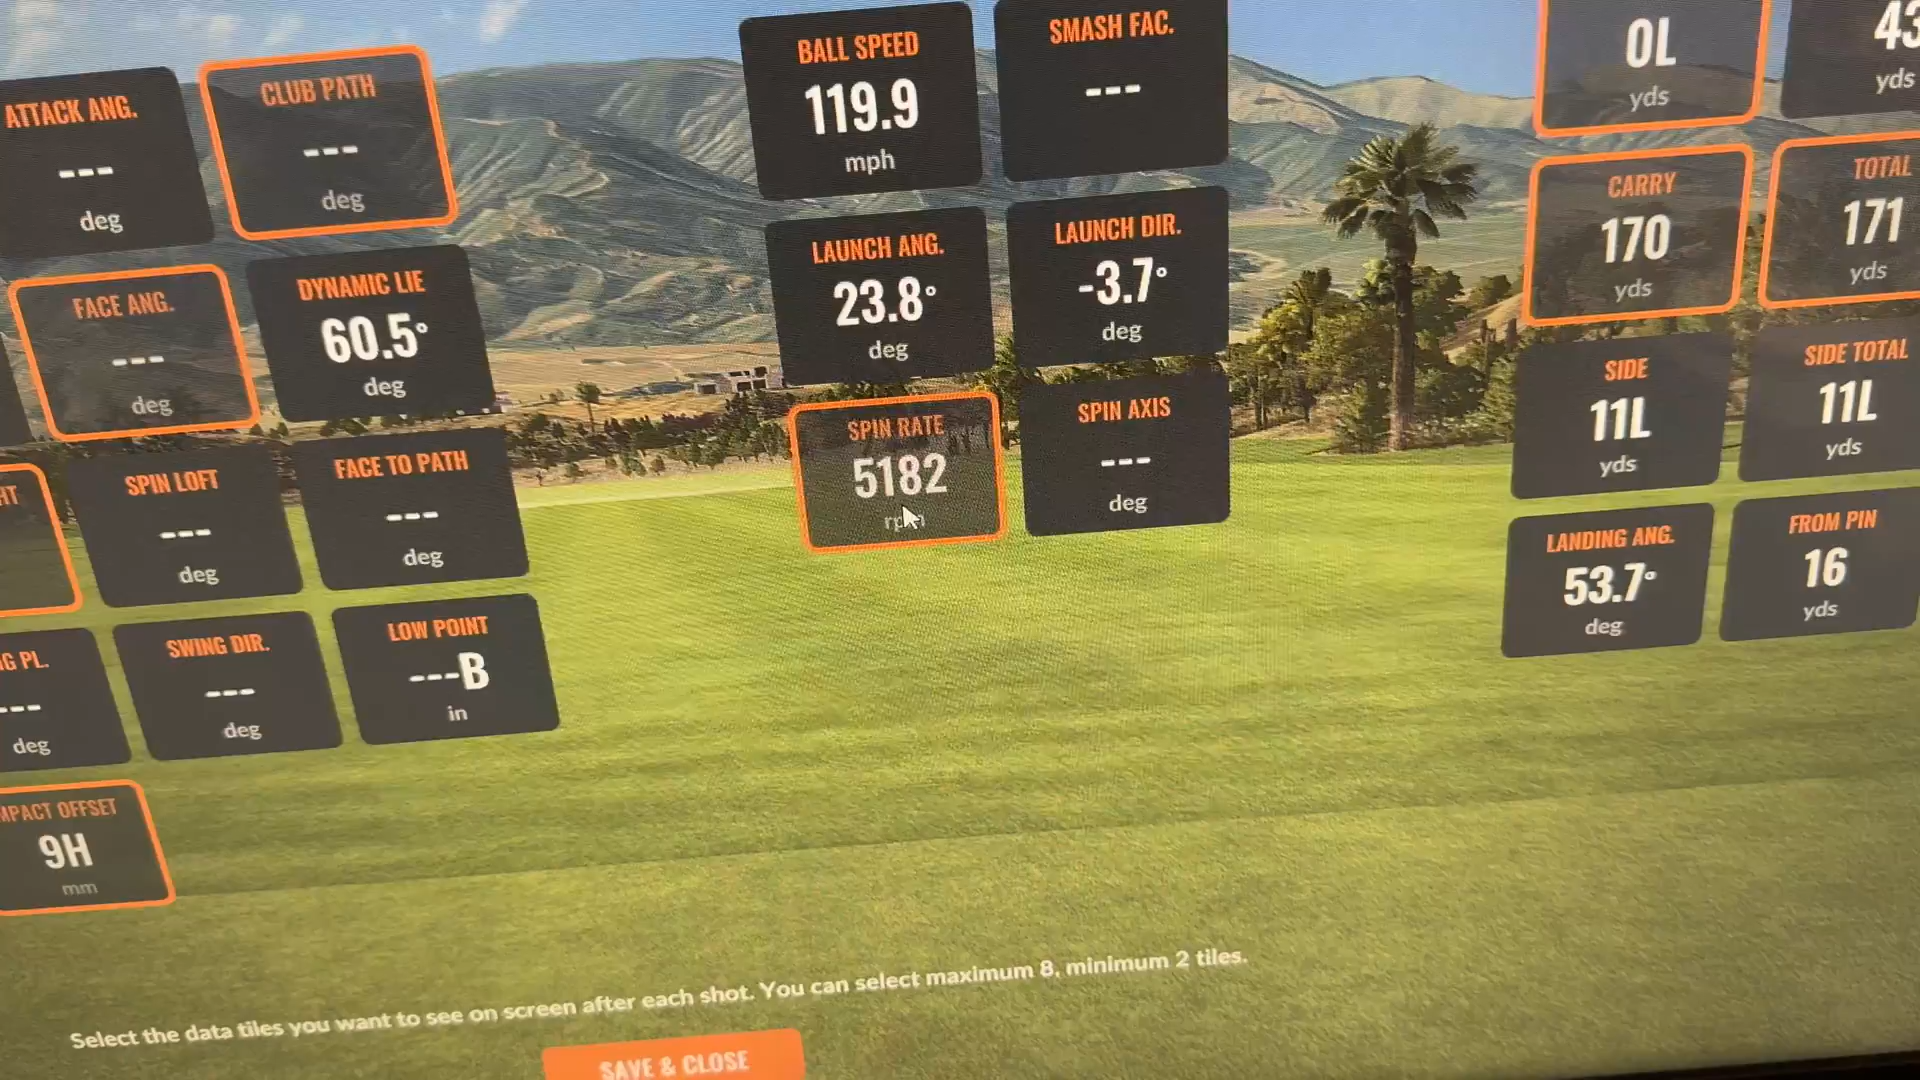 ATTACK ANG.
---
deg
CLUB PATH
---
deg
FACE ANG.
---
deg
DYNAMIC LIE
60.5°
deg
HT
SPIN LOFT
---
deg
FACE TO PATH
---
deg
G PL.
---
deg
SWING DIR.
---
deg
LOW POINT
---B
in
MPACT OFFSET
9H
mm
BALL SPEED
119.9
mph
SMASH FAC.
---
LAUNCH ANG.
23.8°
deg
LAUNCH DIR.
-3.7°
deg
SPIN RATE
5182
SPIN AXIS
---
deg
0L
yds
43
yds
CARRY
170
yds
TOTAL
171
yds
SIDE
11L
yds
SIDE TOTAL
11L
yds
LANDING ANG.
53.7°
deg
FROM PIN
16
yds
Select the data tiles you want to see on screen after each shot. You can select maximum 8, minimum 2 tiles.
SAVE & CLOSE